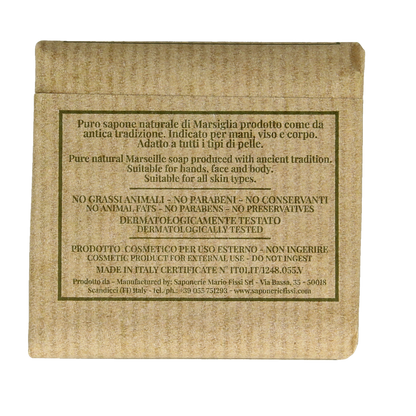 Puro sapone naturale di Marsiglia prodotto come da
antica tradizione. Indicato per mani, viso e corpo.
Adatto a tutti i tipi di pelle.
Pure natural Marseille soap produced with ancient tradition.
Suitable for hands, face and body.
Suitable for all skin types.
NO GRASSI ANIMALI - NO PARABENI - NO CONSERVANTI
NO ANIMAL FATS - NO PARABENS - NO PRESERVATIVES
DERMATOLOGICAMENTE TESTATO
DERMATOLOGICALLY TESTED
PRODOTTO COSMETICO PER USO ESTERNO - NON INGERIRE
COSMETIC PRODUCT FOR EXTERNAL USE - DO NOT INGEST
MADE IN ITALY CERTIFICATE N. IT01.IT/1248.055.V
Prodotto da - Manufactured by: Saponerie Mario Fissi Srl - Via Bassa, 35 - 50018
Scandicci (FI) Italy - tel. ph.: +39 055 751293 - www.saponeriefissi.com